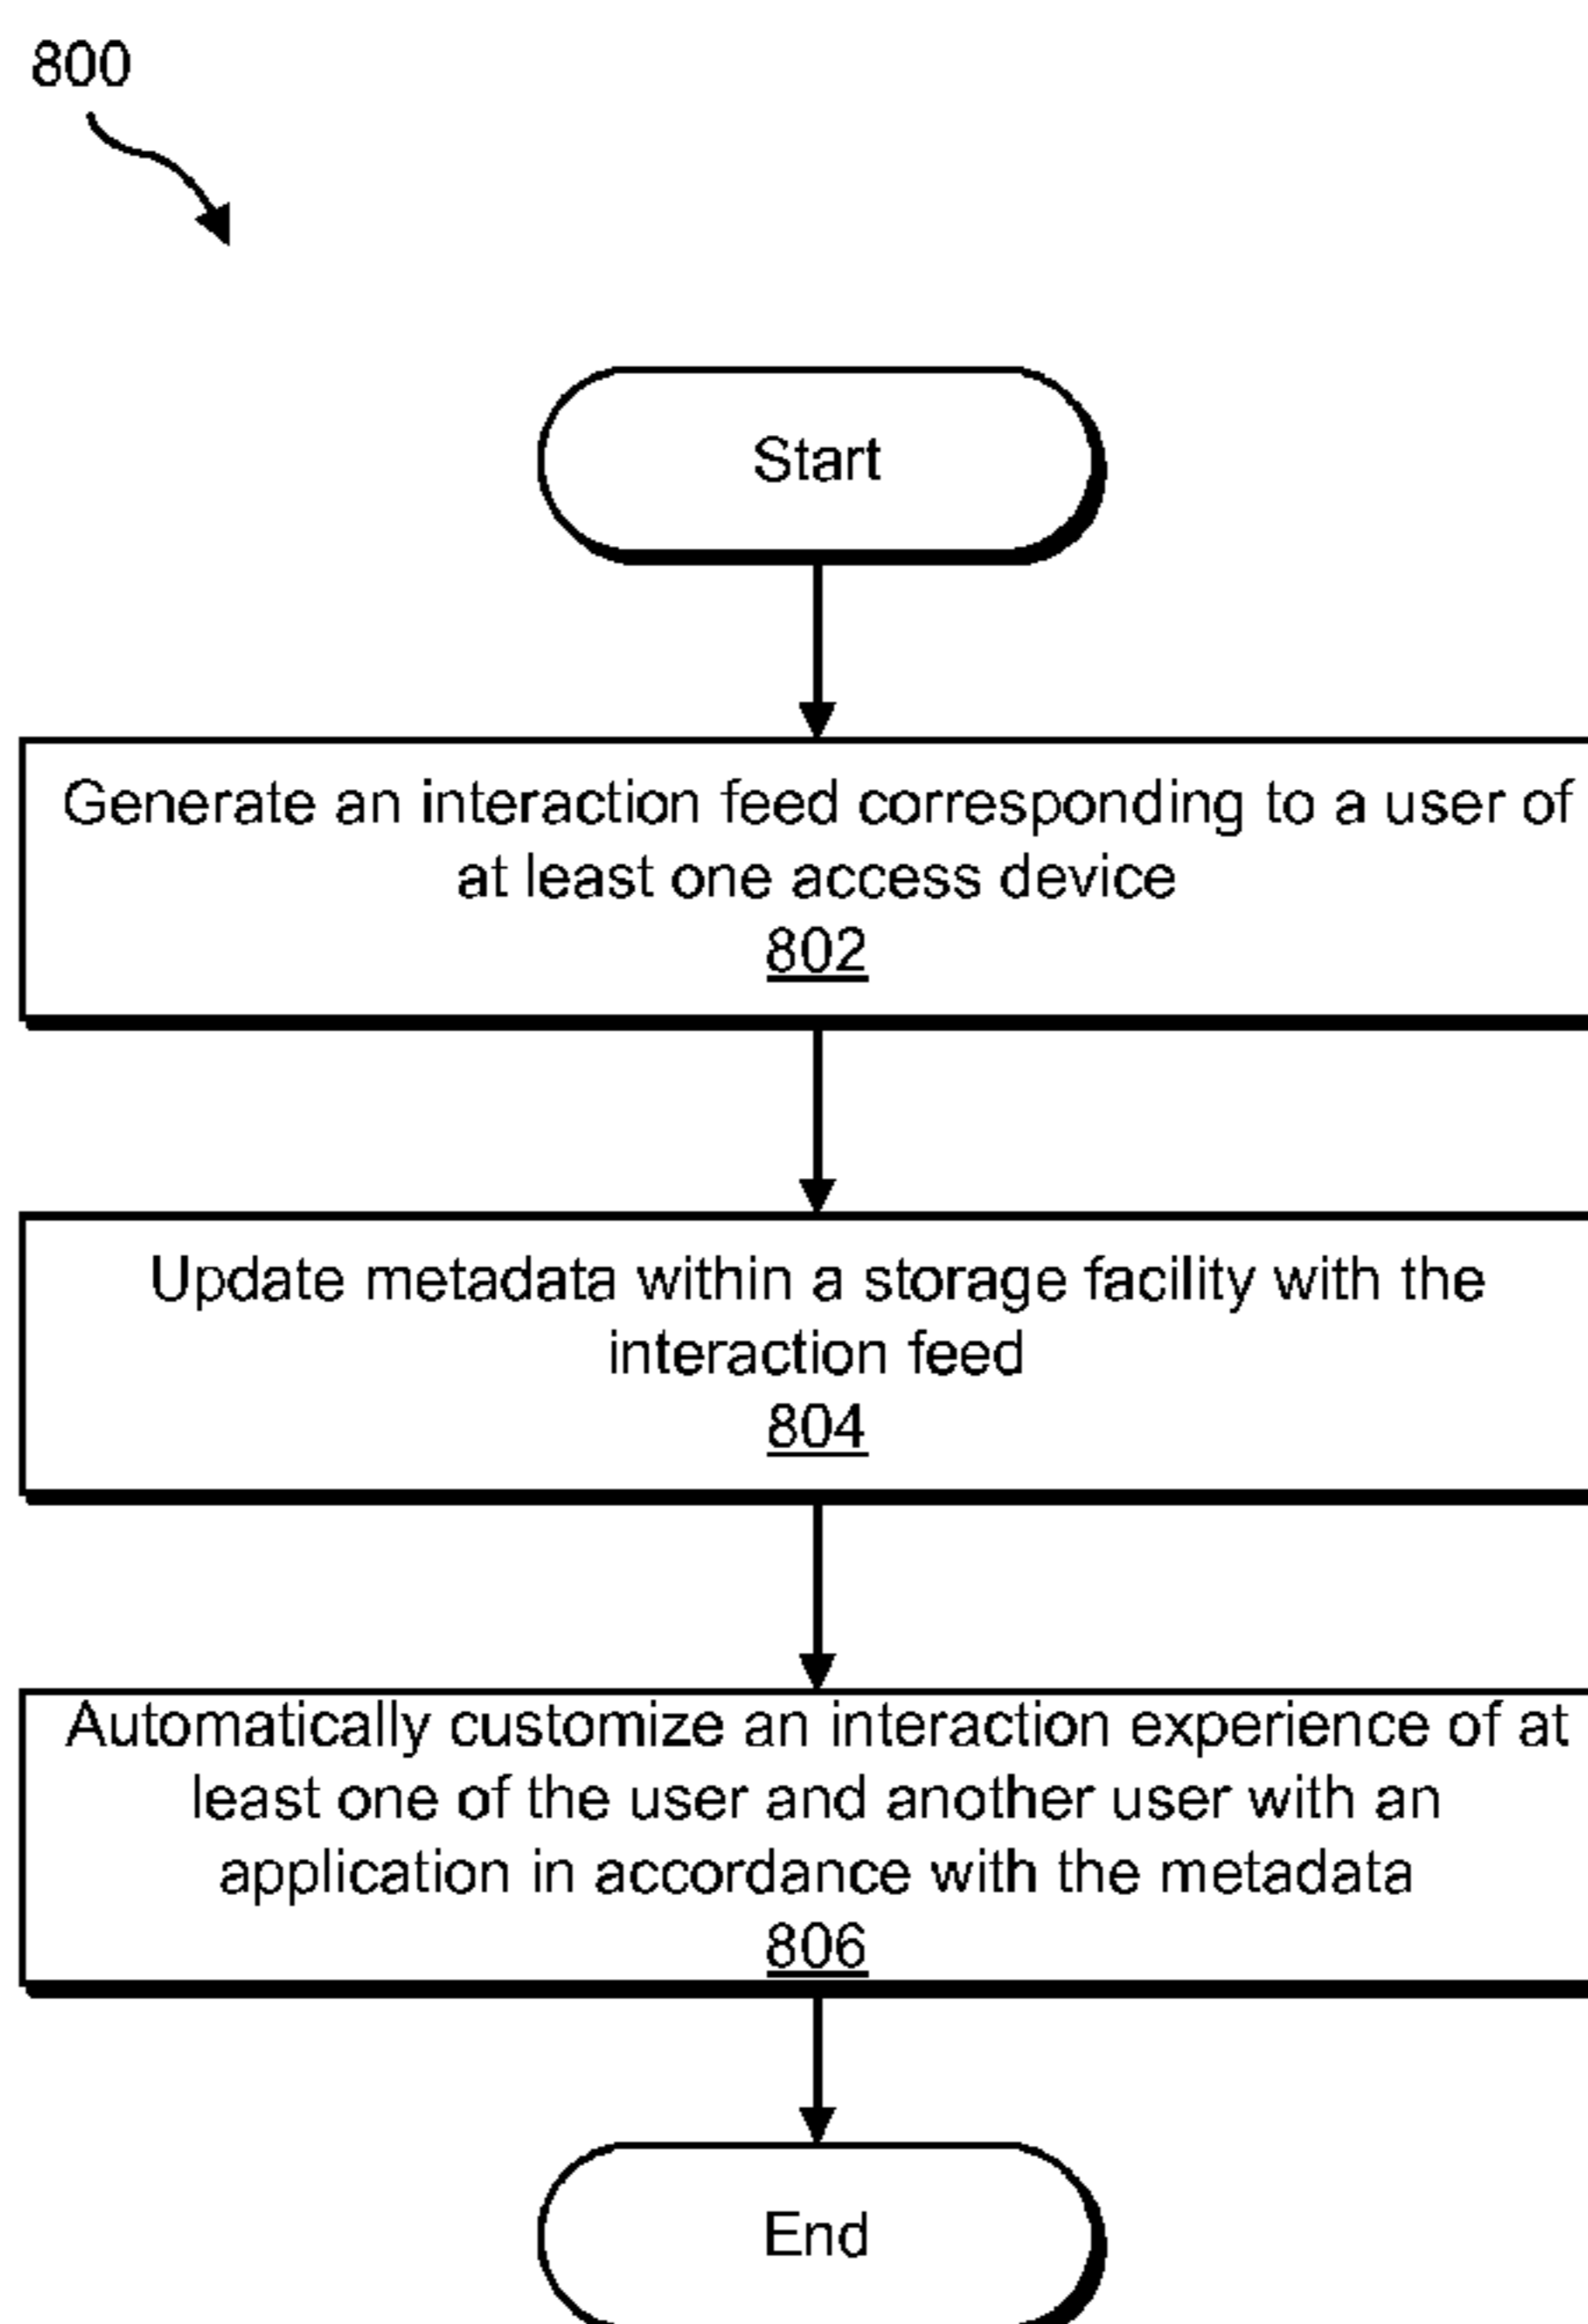 800
Start
Generate an interaction feed corresponding to a user of
at least one access device
802
Update metadata within a storage facility with the
interaction feed
804
Automatically customize an interaction experience of at
least one of the user and another user with an
application in accordance with the metadata
806
End